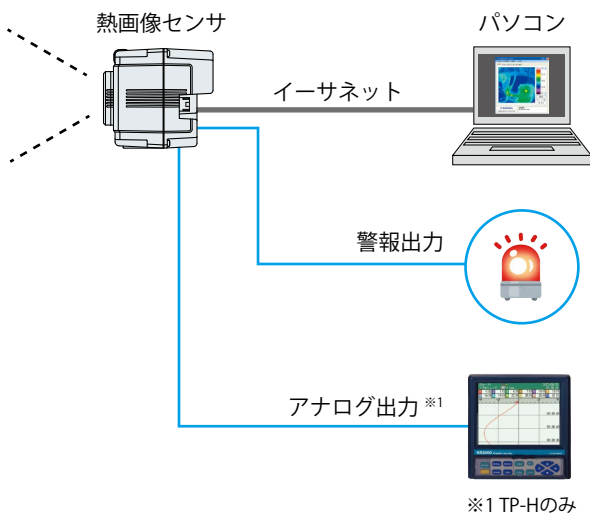 熱画像センサ
パソコン
イーサネット
警報出力
アナログ出力 ※1
※1 TP-Hのみ